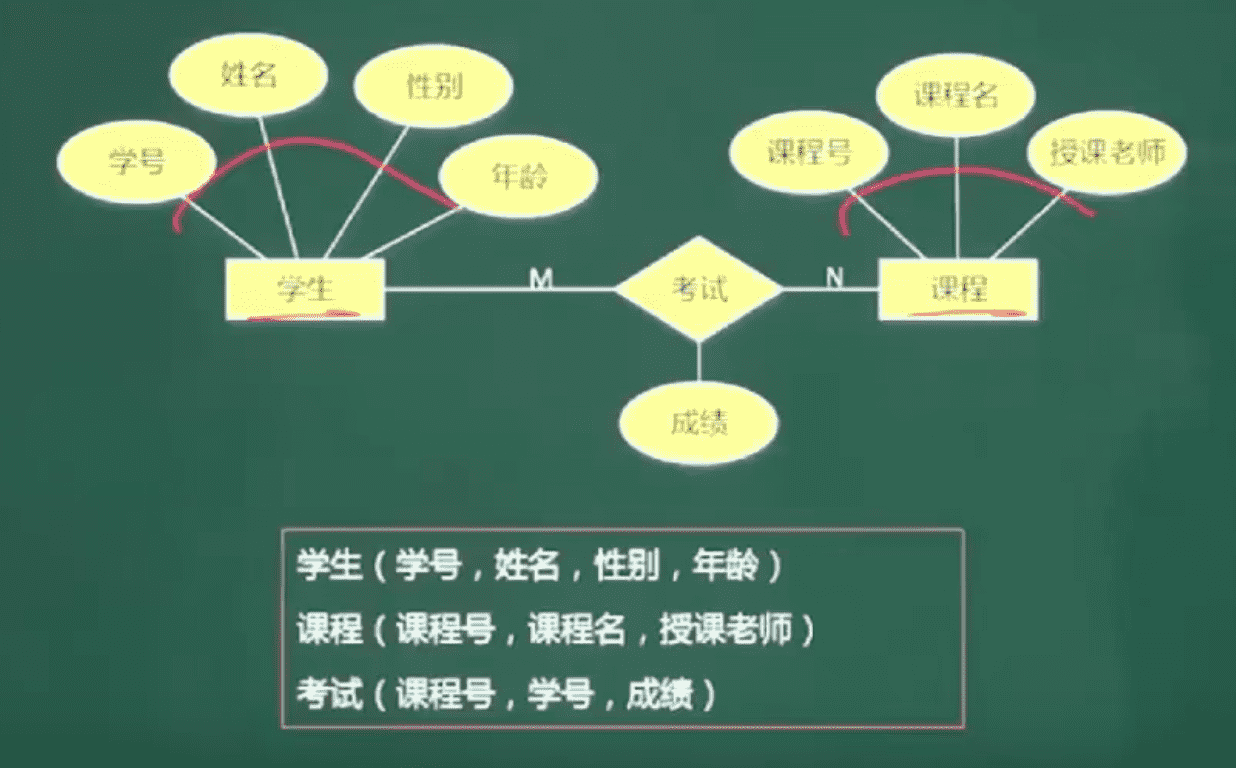 姓名
性别
学号
年龄
课程名
课程号
授课老师
学生
M
考试
N
课程
成绩
学生（学号，姓名，性别，年龄）
课程（课程号，课程名，授课老师）
考试（课程号，学号，成绩）